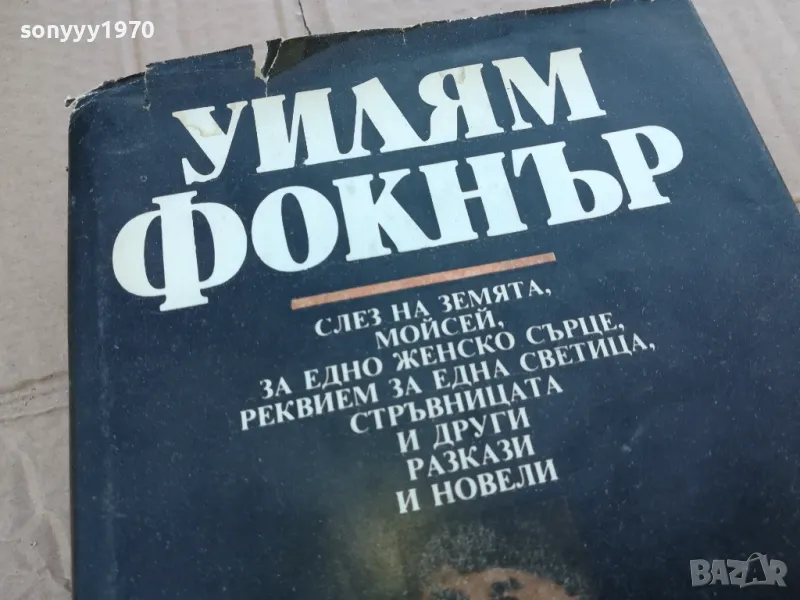 sonyyy1970
УИЛЯМ
ФОКНЪР
СЛЕЗ НА ЗЕМЯТА,
МОЙСЕЙ,
ЗА ЕДНО ЖЕНСКО СЪРЦЕ,
РЕКВИЕМ ЗА ЕДНА СВЕТИЦА,
СТРЪВНИЦАТА
И ДРУГИ
РАЗКАЗИ
И НОВЕЛИ
BAZAR